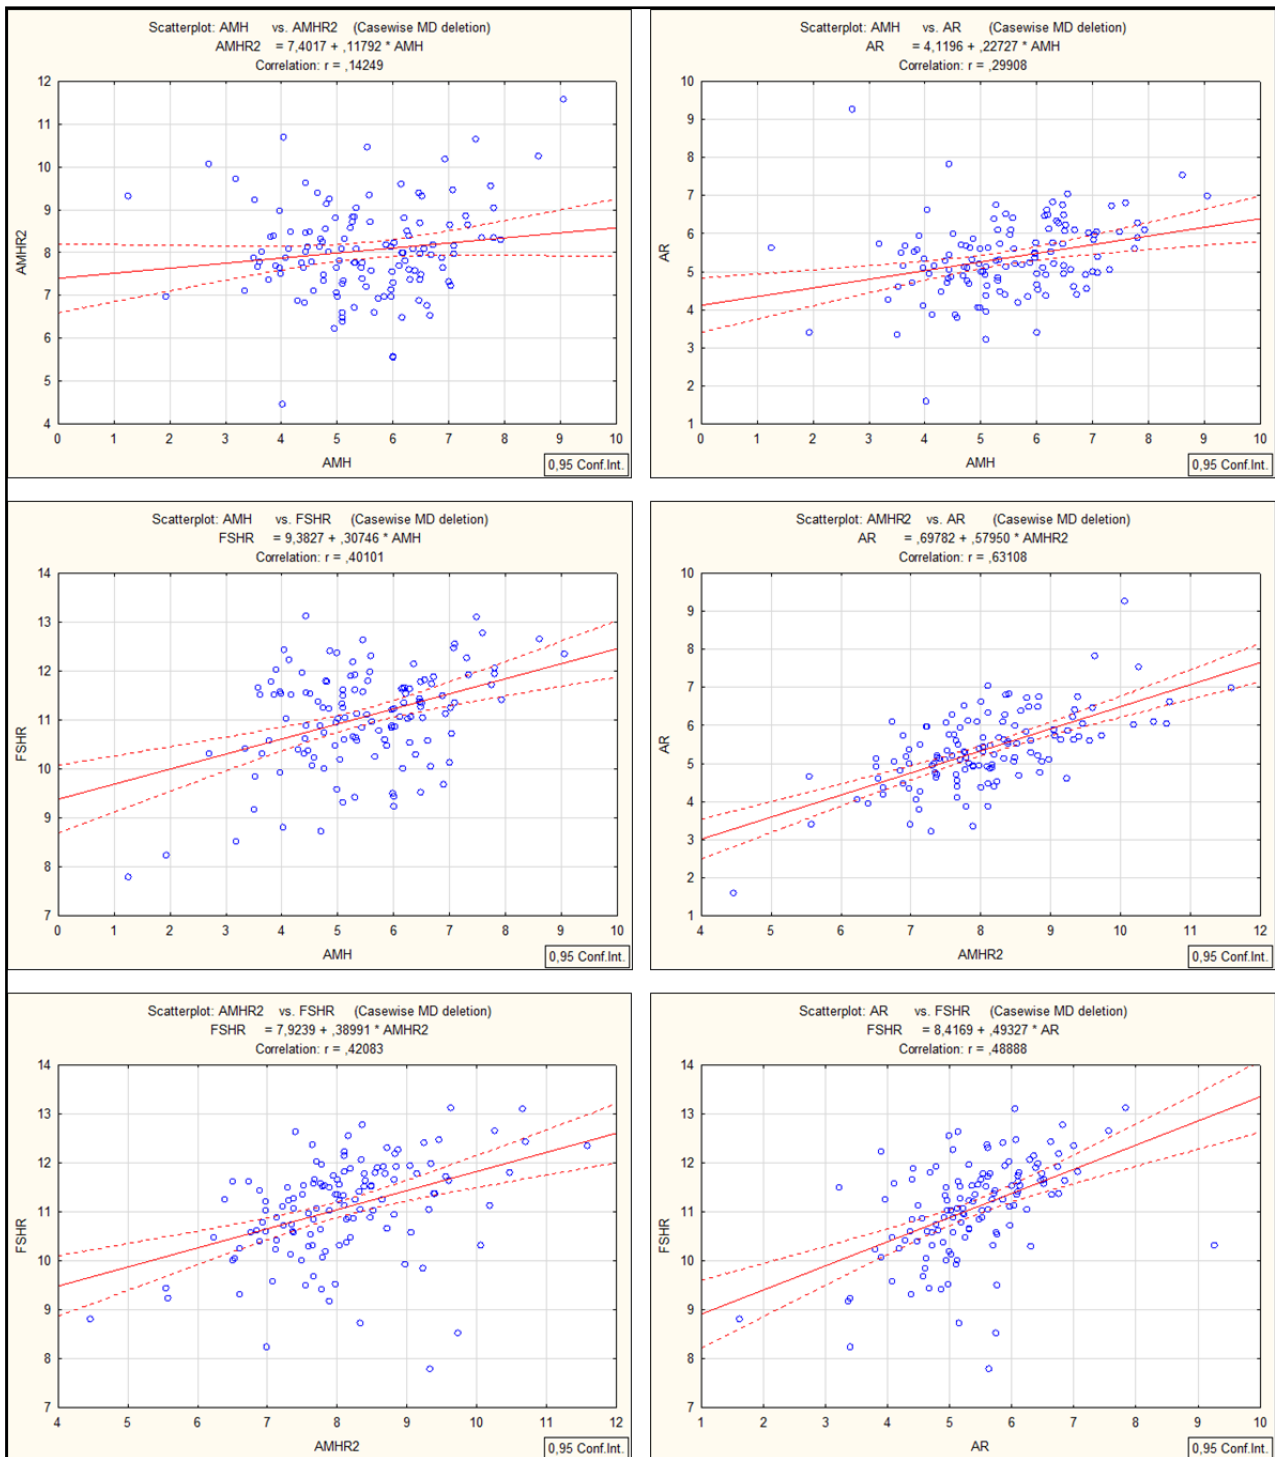 Scatterplot: AMH vs. AMHR2 (Casewise MD deletion)
AMHR2 = 7,4017 + ,11792 * AMH
Correlation: r = ,14249
12
11
10
9
8
7
6
5
4
AMHR2
0 1 2 3 4 5 6 7 8 9 10
AMH
0,95 Conf.Int.
Scatterplot: AMH vs. AR (Casewise MD deletion)
AR = 4,1196 + ,22727 * AMH
Correlation: r = ,29908
10
9
8
7
6
5
4
3
2
1
AR
0 1 2 3 4 5 6 7 8 9 10
AMH
0,95 Conf.Int.
Scatterplot: AMH vs. FSHR (Casewise MD deletion)
FSHR = 9,3827 + ,30746 * AMH
Correlation: r = ,40101
14
13
12
11
10
9
8
7
FSHR
0 1 2 3 4 5 6 7 8 9 10
AMH
0,95 Conf.Int.
Scatterplot: AMHR2 vs. AR (Casewise MD deletion)
AR = ,69782 + ,57950 * AMHR2
Correlation: r = ,63108
10
9
8
7
6
5
4
3
2
1
AR
4 5 6 7 8 9 10 11 12
AMHR2
0,95 Conf.Int.
Scatterplot: AMHR2 vs. FSHR (Casewise MD deletion)
FSHR = 7,9239 + ,38991 * AMHR2
Correlation: r = ,42083
14
13
12
11
10
9
8
7
FSHR
4 5 6 7 8 9 10 11 12
AMHR2
0,95 Conf.Int.
Scatterplot: AR vs. FSHR (Casewise MD deletion)
FSHR = 8,4169 + ,49327 * AR
Correlation: r = ,48888
14
13
12
11
10
9
8
7
FSHR
1 2 3 4 5 6 7 8 9 10
AR
0,95 Conf.Int.